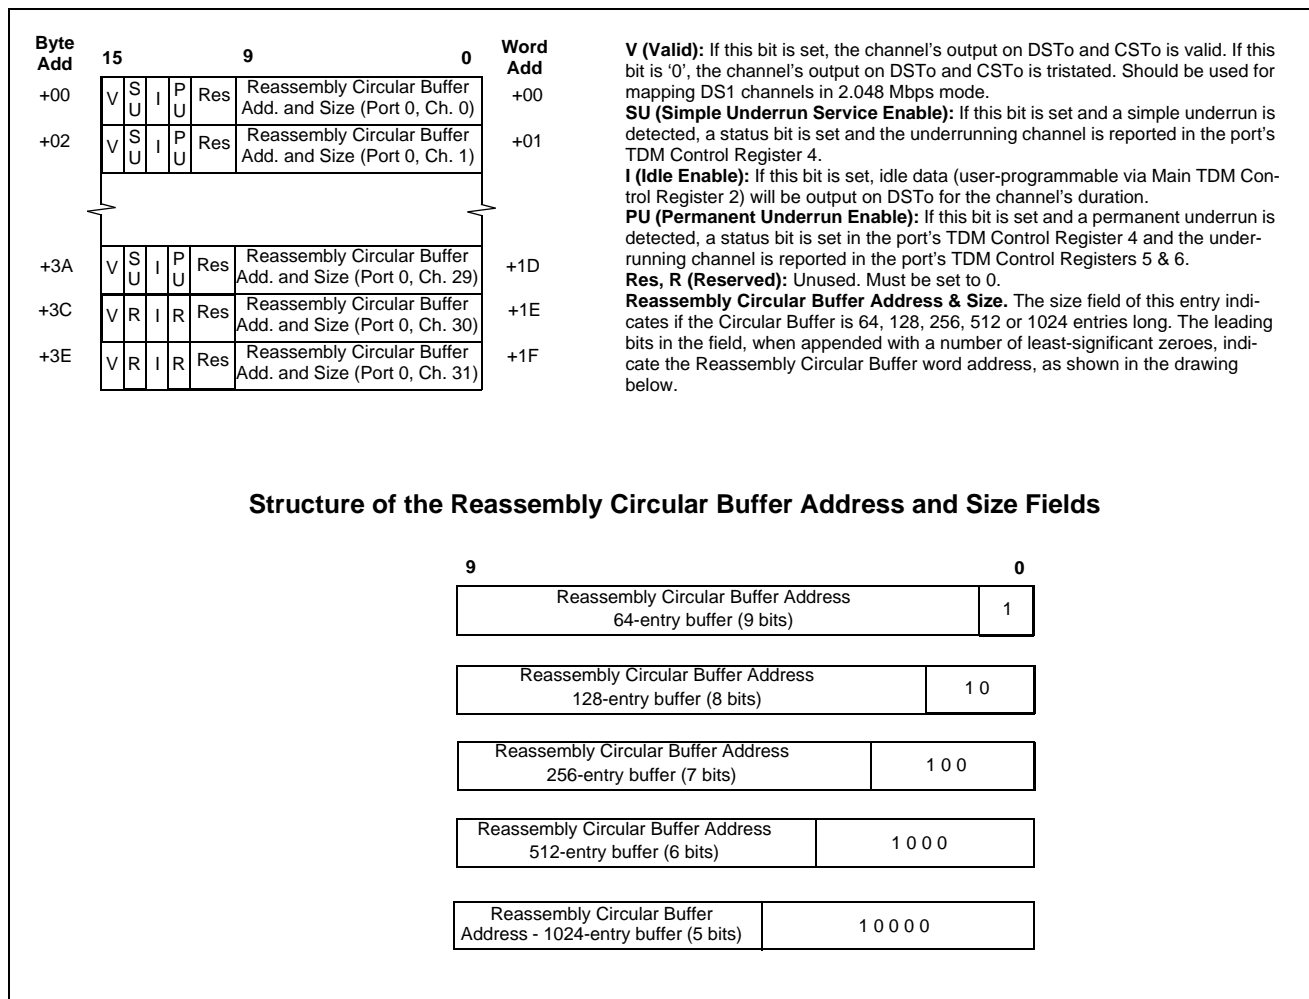 Byte Add
15
9
0
Word Add
+00
V
SU
I
PU
Res
Reassembly Circular Buffer
Add. and Size (Port 0, Ch. 0)
+00
+02
V
SU
I
PU
Res
Reassembly Circular Buffer
Add. and Size (Port 0, Ch. 1)
+01
+3A
V
SU
I
PU
Res
Reassembly Circular Buffer
Add. and Size (Port 0, Ch. 29)
+1D
+3C
V
R
I
R
Res
Reassembly Circular Buffer
Add. and Size (Port 0, Ch. 30)
+1E
+3E
V
R
I
R
Res
Reassembly Circular Buffer
Add. and Size (Port 0, Ch. 31)
+1F
V (Valid): If this bit is set, the channel's output on DSTo and CSTo is valid. If this
bit is '0', the channel's output on DSTo and CSTo is tristated. Should be used for
mapping DS1 channels in 2.048 Mbps mode.
SU (Simple Underrun Service Enable): If this bit is set and a simple underrun is
detected, a status bit is set and the underrunning channel is reported in the port's
TDM Control Register 4.
I (Idle Enable): If this bit is set, idle data (user-programmable via Main TDM Con-
trol Register 2) will be output on DSTo for the channel's duration.
PU (Permanent Underrun Enable): If this bit is set and a permanent underrun is
detected, a status bit is set in the port's TDM Control Register 4 and the under-
running channel is reported in the port's TDM Control Registers 5 & 6.
Res, R (Reserved): Unused. Must be set to 0.
Reassembly Circular Buffer Address & Size. The size field of this entry indi-
cates if the Circular Buffer is 64, 128, 256, 512 or 1024 entries long. The leading
bits in the field, when appended with a number of least-significant zeroes, indi-
cate the Reassembly Circular Buffer word address, as shown in the drawing
below.
Structure of the Reassembly Circular Buffer Address and Size Fields
9
0
Reassembly Circular Buffer Address
64-entry buffer (9 bits)
1
Reassembly Circular Buffer Address
128-entry buffer (8 bits)
1 0
Reassembly Circular Buffer Address
256-entry buffer (7 bits)
1 0 0
Reassembly Circular Buffer Address
512-entry buffer (6 bits)
1 0 0 0
Reassembly Circular Buffer
Address - 1024-entry buffer (5 bits)
1 0 0 0 0